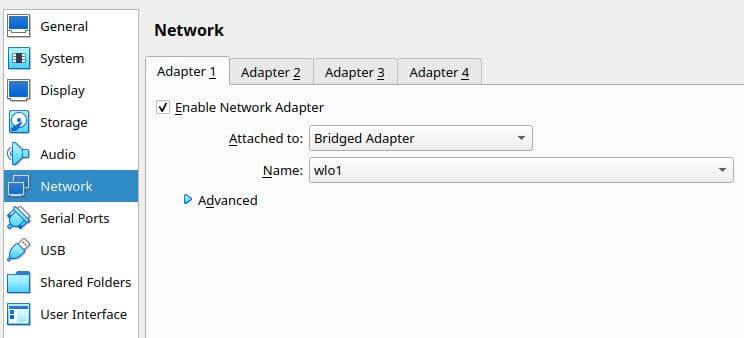 General
System
Display
Storage
Audio
Network
Serial Ports
USB
Shared Folders
User Interface
Network
Adapter 1 Adapter 2 Adapter 3 Adapter 4
Enable Network Adapter
Attached to: Bridged Adapter
Name: wlo1
Advanced